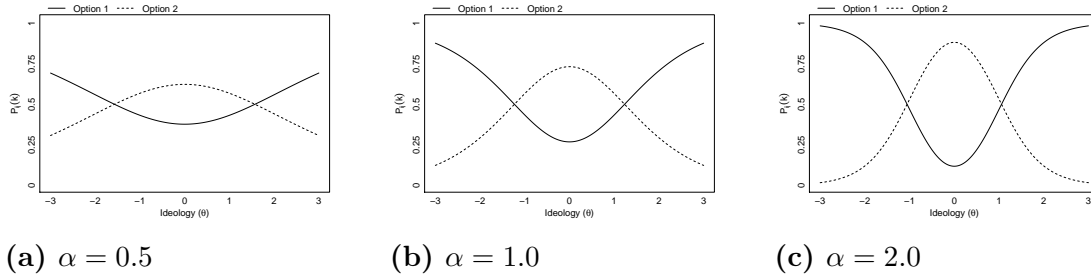 Option 1 Option 2
1
0.75
0.5
0.25
0
P_i(k)
−3 −2 −1 0 1 2 3
Ideology (θ)
(a) α = 0.5
Option 1 Option 2
1
0.75
0.5
0.25
0
P_i(k)
−3 −2 −1 0 1 2 3
Ideology (θ)
(b) α = 1.0
Option 1 Option 2
1
0.75
0.5
0.25
0
P_i(k)
−3 −2 −1 0 1 2 3
Ideology (θ)
(c) α = 2.0